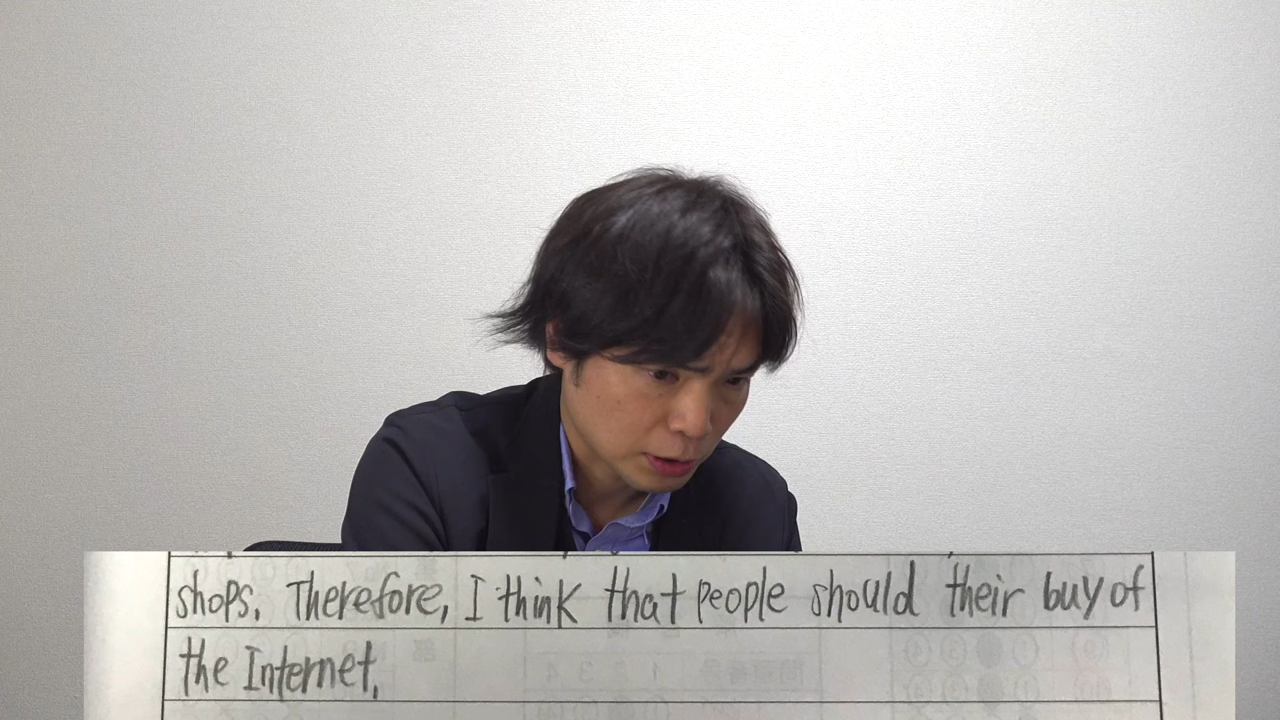 shops. Therefore, I think that people should their buy of
the Internet.